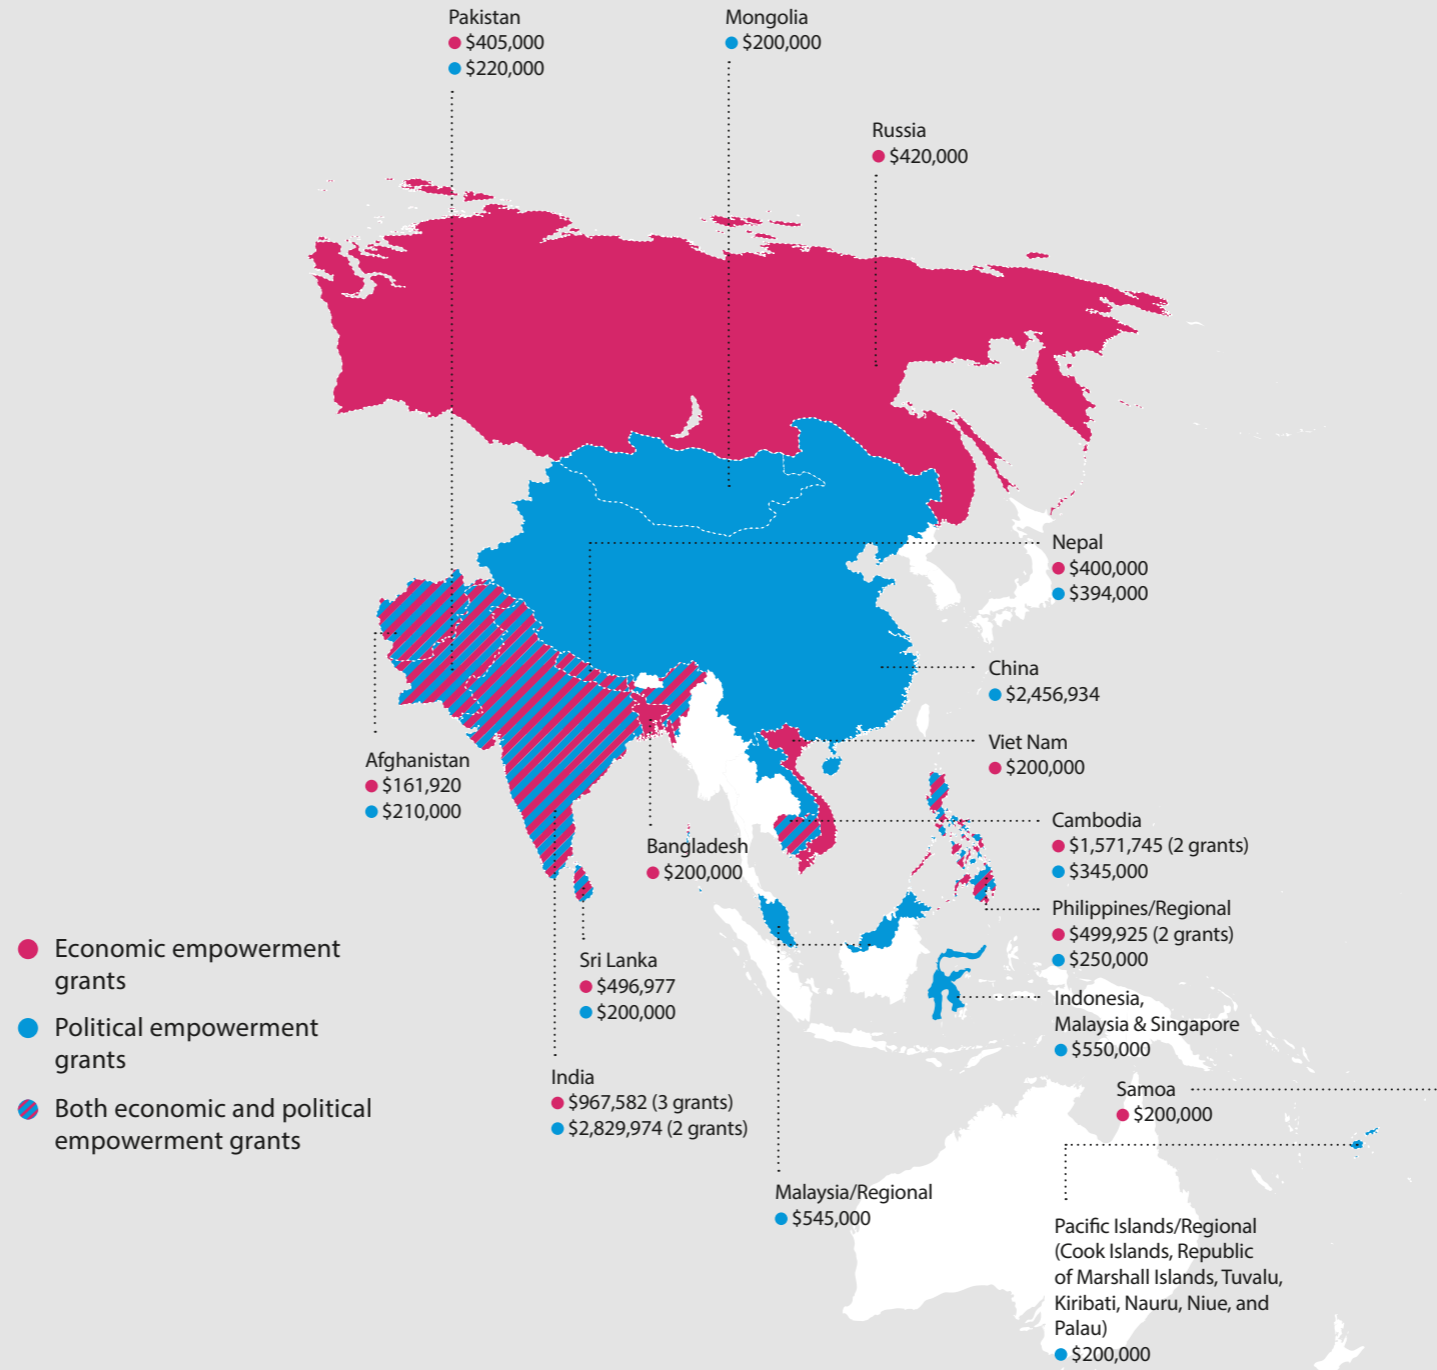 Pakistan
$405,000
$220,000
Mongolia
$200,000
Russia
$420,000
Nepal
$400,000
$394,000
China
$2,456,934
Viet Nam
$200,000
Afghanistan
$161,920
$210,000
Bangladesh
$200,000
Cambodia
$1,571,745 (2 grants)
$345,000
Philippines/Regional
$499,925 (2 grants)
$250,000
Sri Lanka
$496,977
$200,000
Indonesia,
Malaysia & Singapore
$550,000
India
$967,582 (3 grants)
$2,829,974 (2 grants)
Samoa
$200,000
Malaysia/Regional
$545,000
Pacific Islands/Regional
(Cook Islands, Republic
of Marshall Islands, Tuvalu,
Kiribati, Nauru, Niue, and
Palau)
$200,000
Economic empowerment
grants
Political empowerment
grants
Both economic and political
empowerment grants